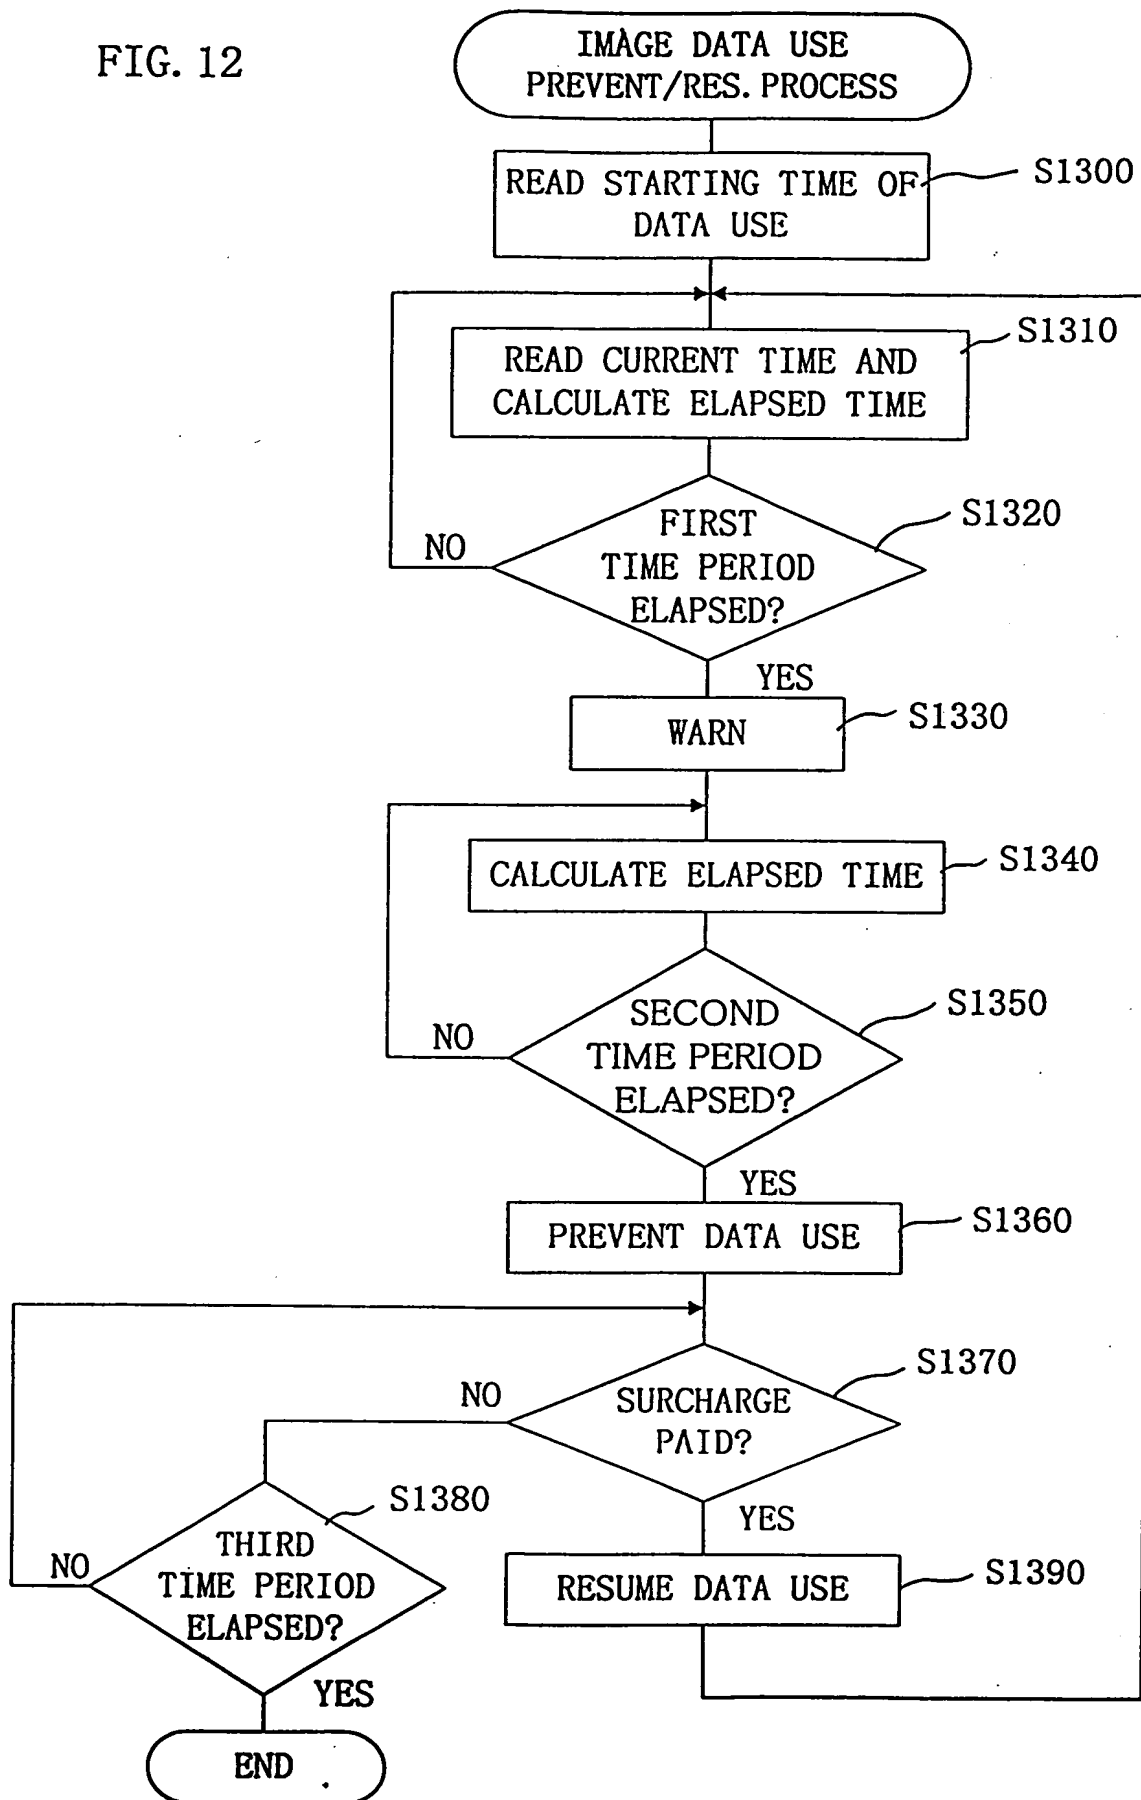 FIG. 12
IMAGE DATA USE
PREVENT/RES. PROCESS
READ STARTING TIME OF
DATA USE
S1300
READ CURRENT TIME AND
CALCULATE ELAPSED TIME
S1310
FIRST
TIME PERIOD
ELAPSED?
S1320
NO
YES
WARN
S1330
CALCULATE ELAPSED TIME
S1340
SECOND
TIME PERIOD
ELAPSED?
S1350
NO
YES
PREVENT DATA USE
S1360
SURCHARGE
PAID?
S1370
NO
YES
THIRD
TIME PERIOD
ELAPSED?
S1380
NO
YES
RESUME DATA USE
S1390
END